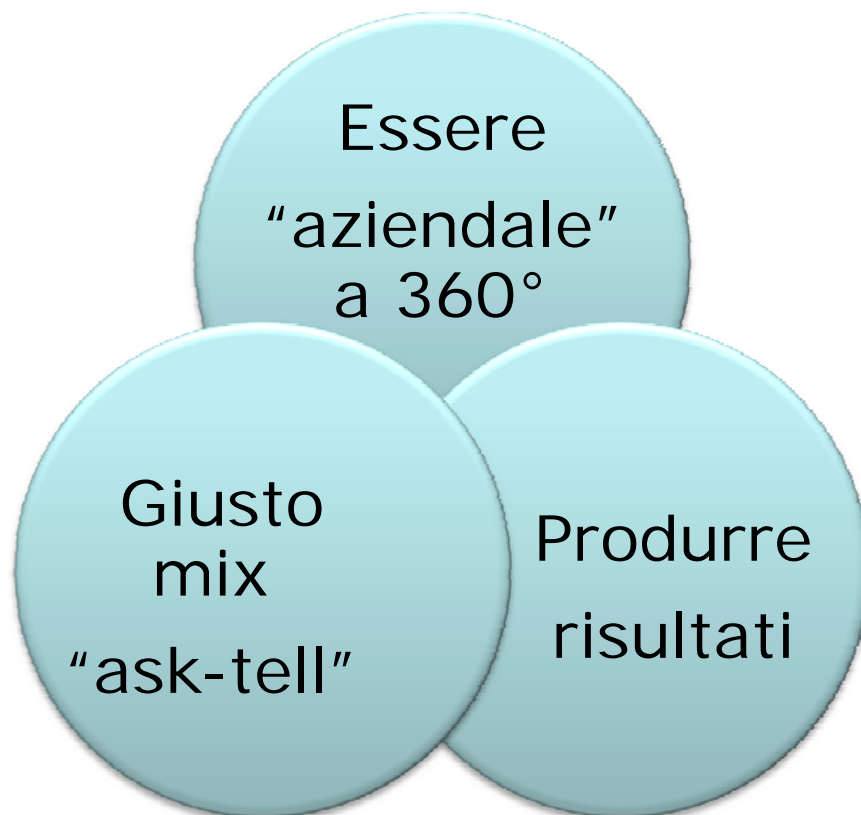 Essere
“aziendale”
a 360°
Giusto
mix
“ask-tell”
Produrre
risultati